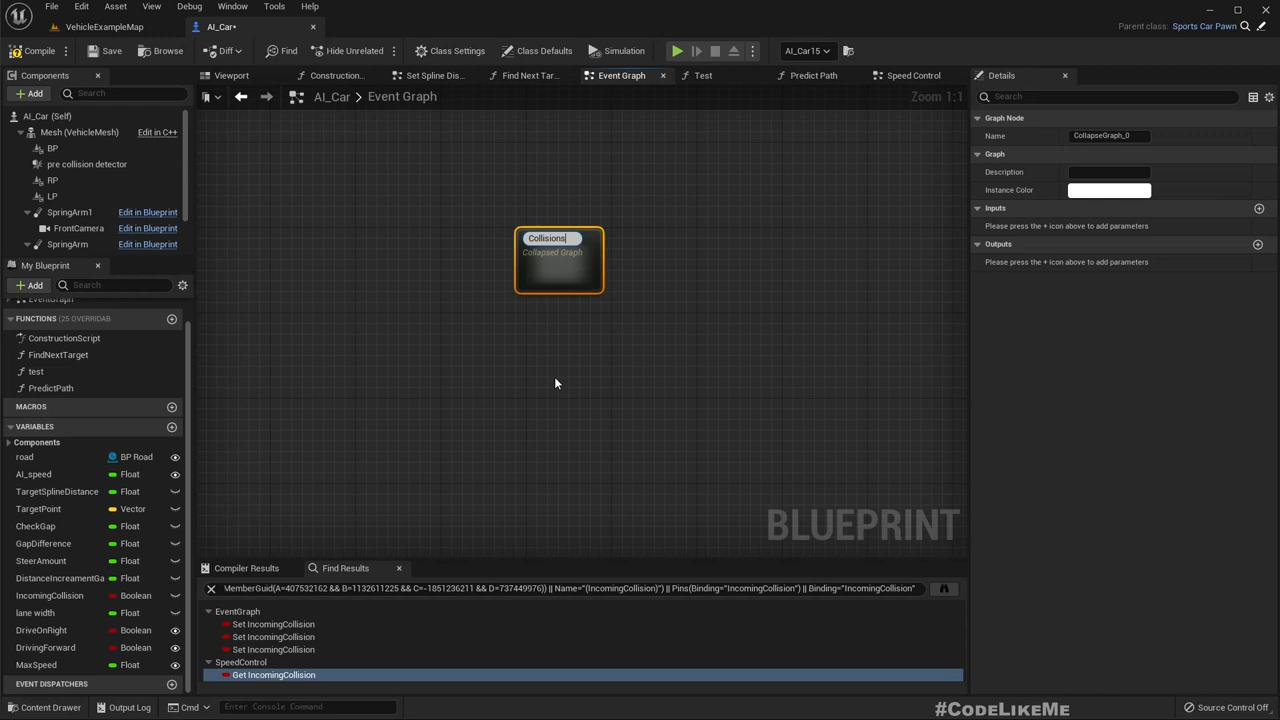 File Edit Asset View Debug Window Tools Help
VehicleExampleMap AI_Car•
Parent class: Sports Car Pawn
Compile Save Browse Diff Find Hide Unrelated Class Settings Class Defaults Simulation AI_Car15
Components
Viewport Construction... Set Spline Dis... Find Next Tar... Event Graph Test Predict Path Speed Control
Details
Add Search
AI_Car > Event Graph
Zoom 1:1
Search
AI_Car (Self)
Mesh (VehicleMesh) Edit in C++
BP
pre collision detector
RP
LP
SpringArm1 Edit in Blueprint
FrontCamera Edit in Blueprint
SpringArm Edit in Blueprint
Graph Node
Name CollapseGraph_0
Graph
Description
Instance Color
Inputs
Please press the + icon above to add parameters
Outputs
Please press the + icon above to add parameters
Collisions
Collapsed Graph
BLUEPRINT
My Blueprint
Add Search
EventGraph
FUNCTIONS (25 OVERRIDAB
ConstructionScript
FindNextTarget
test
PredictPath
MACROS
VARIABLES
Components
road BP Road
AI_speed Float
TargetSplineDistance Float
TargetPoint Vector
CheckGap Float
GapDifference Float
SteerAmount Float
DistanceIncreamentGa Float
IncomingCollision Boolean
lane width Float
DriveOnRight Boolean
DrivingForward Boolean
MaxSpeed Float
EVENT DISPATCHERS
Compiler Results Find Results
MemberGuid(A=407532162 && B=1132611225 && C=-1851236211 && D=737449976)) || Name="(IncomingCollision)") || Pins(Binding="IncomingCollision") || Binding="IncomingCollision"
EventGraph
Set IncomingCollision
Set IncomingCollision
Set IncomingCollision
SpeedControl
Get IncomingCollision
Content Drawer Output Log Cmd Enter Console Command
#CodeLikeMe
Source Control Off